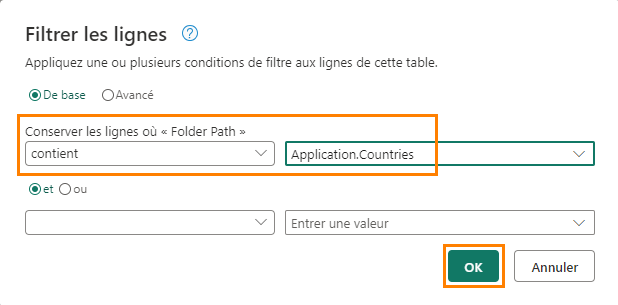 Filtrer les lignes
Appliquez une ou plusieurs conditions de filtre aux lignes de cette table.
De base Avancé
Conserver les lignes où « Folder Path »
contient Application.Countries
et ou
Entrer une valeur
OK Annuler